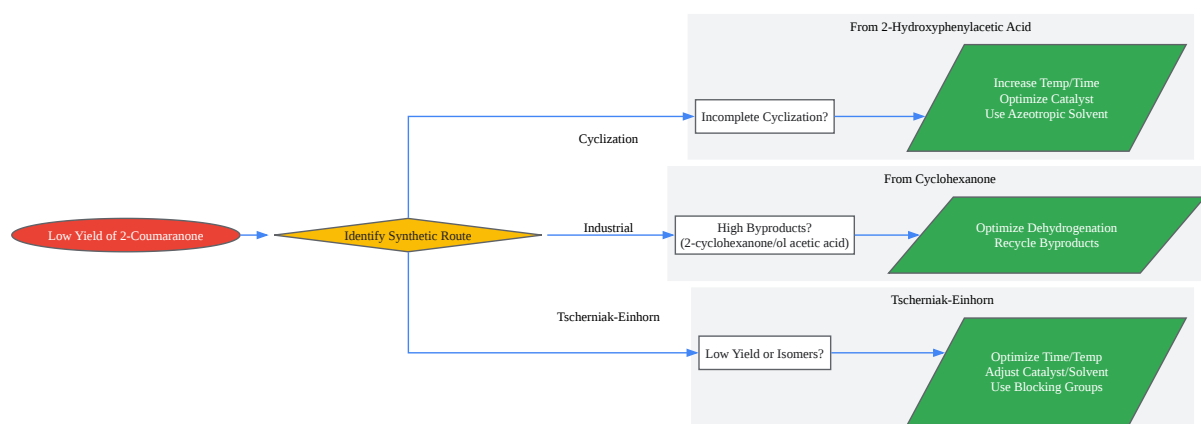 Low Yield of 2-Coumaranone
Identify Synthetic Route
Cyclization
From 2-Hydroxyphenylacetic Acid
Incomplete Cyclization?
Increase Temp/Time
Optimize Catalyst
Use Azeotropic Solvent
Industrial
From Cyclohexanone
High Byproducts?
(2-cyclohexanone/ol acetic acid)
Optimize Dehydrogenation
Recycle Byproducts
Tscherniak-Einhorn
Tscherniak-Einhorn
Low Yield or Isomers?
Optimize Time/Temp
Adjust Catalyst/Solvent
Use Blocking Groups